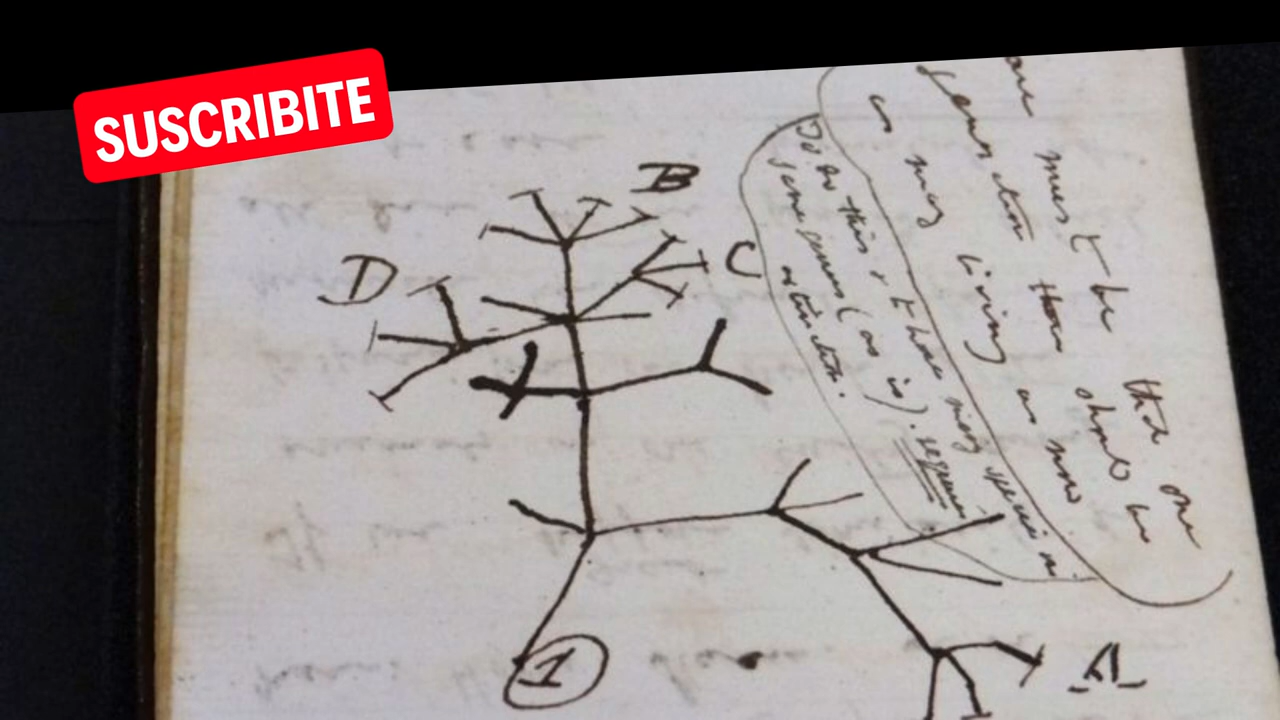 SUSCRIBITE
must be that one
generation then should be
as many living as now
To do this & to have many species in
same genus (as is). requires
extinction.
B
D
C
A
1